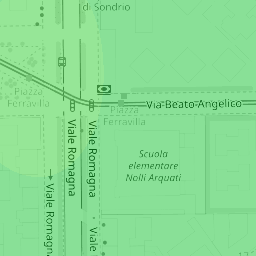 di Sondrio
Piazza
Ferravilla
Via Beato Angelico
Piazza
Ferravilla
Viale Romagna
Viale Romagna
Scuola
elementare
Nolli Arquati
Viale Romagna
Viale